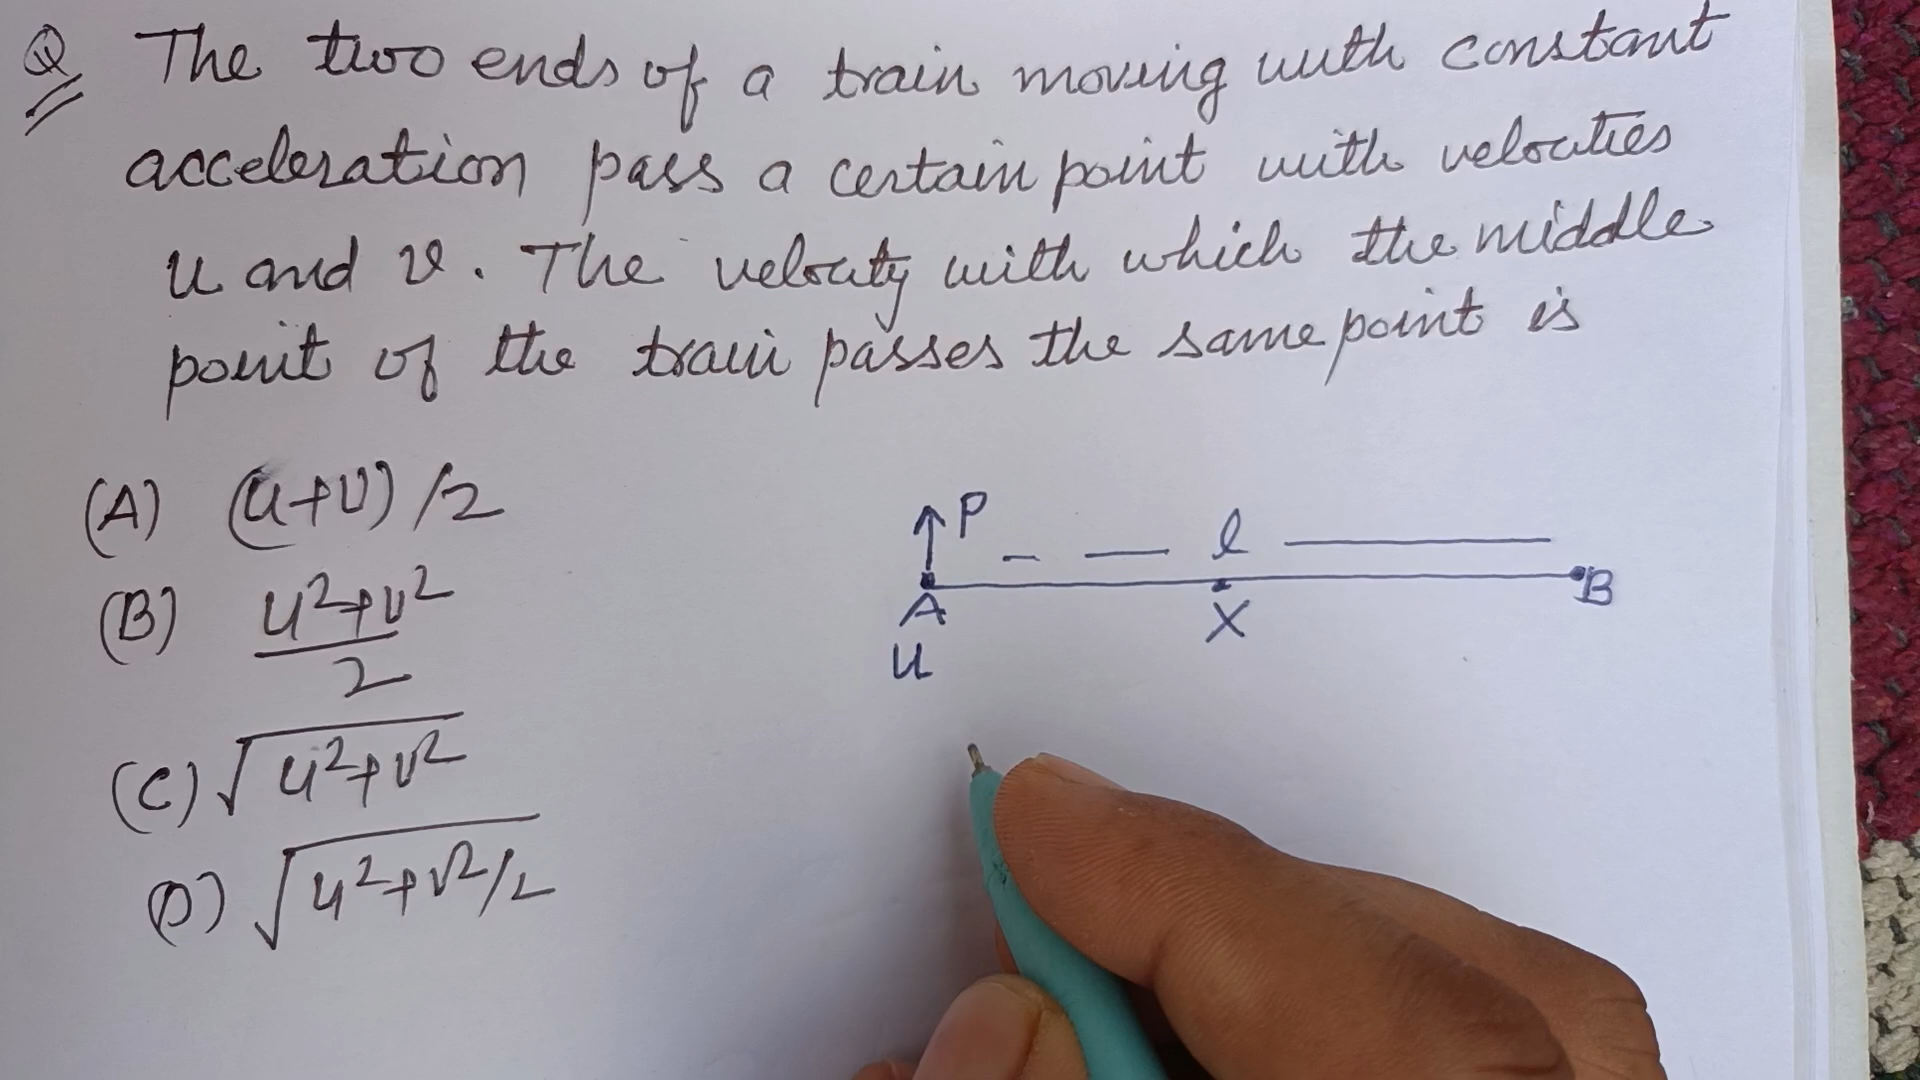 Q The two ends of a train moving with constant
acceleration pass a certain point with velocities
u and v. The velocity with which the middle
point of the train passes the same point is
(A) (u+v)/2
(B) u²+v²/2
(C) √u²+v²
(D) √u²+v²/2
P
l
A
X
B
u